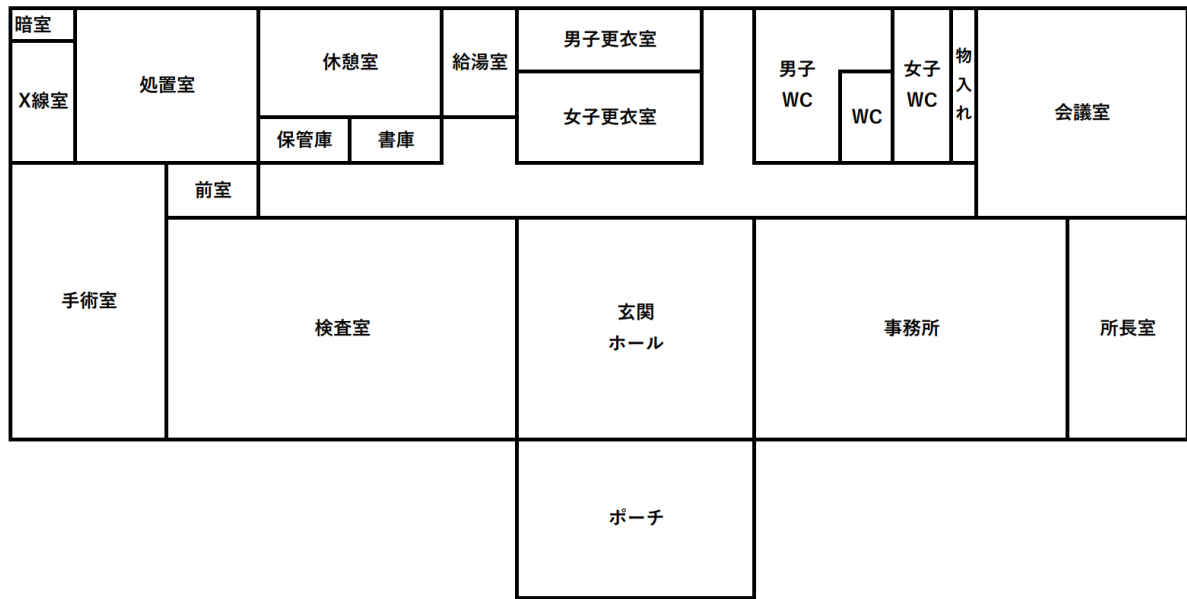 暗室
X線室
処置室
休憩室
給湯室
男子更衣室
女子更衣室
男子
WC
WC
女子
WC
物
入
れ
会議室
保管庫
書庫
前室
手術室
検査室
玄関
ホール
事務所
所長室
ポーチ